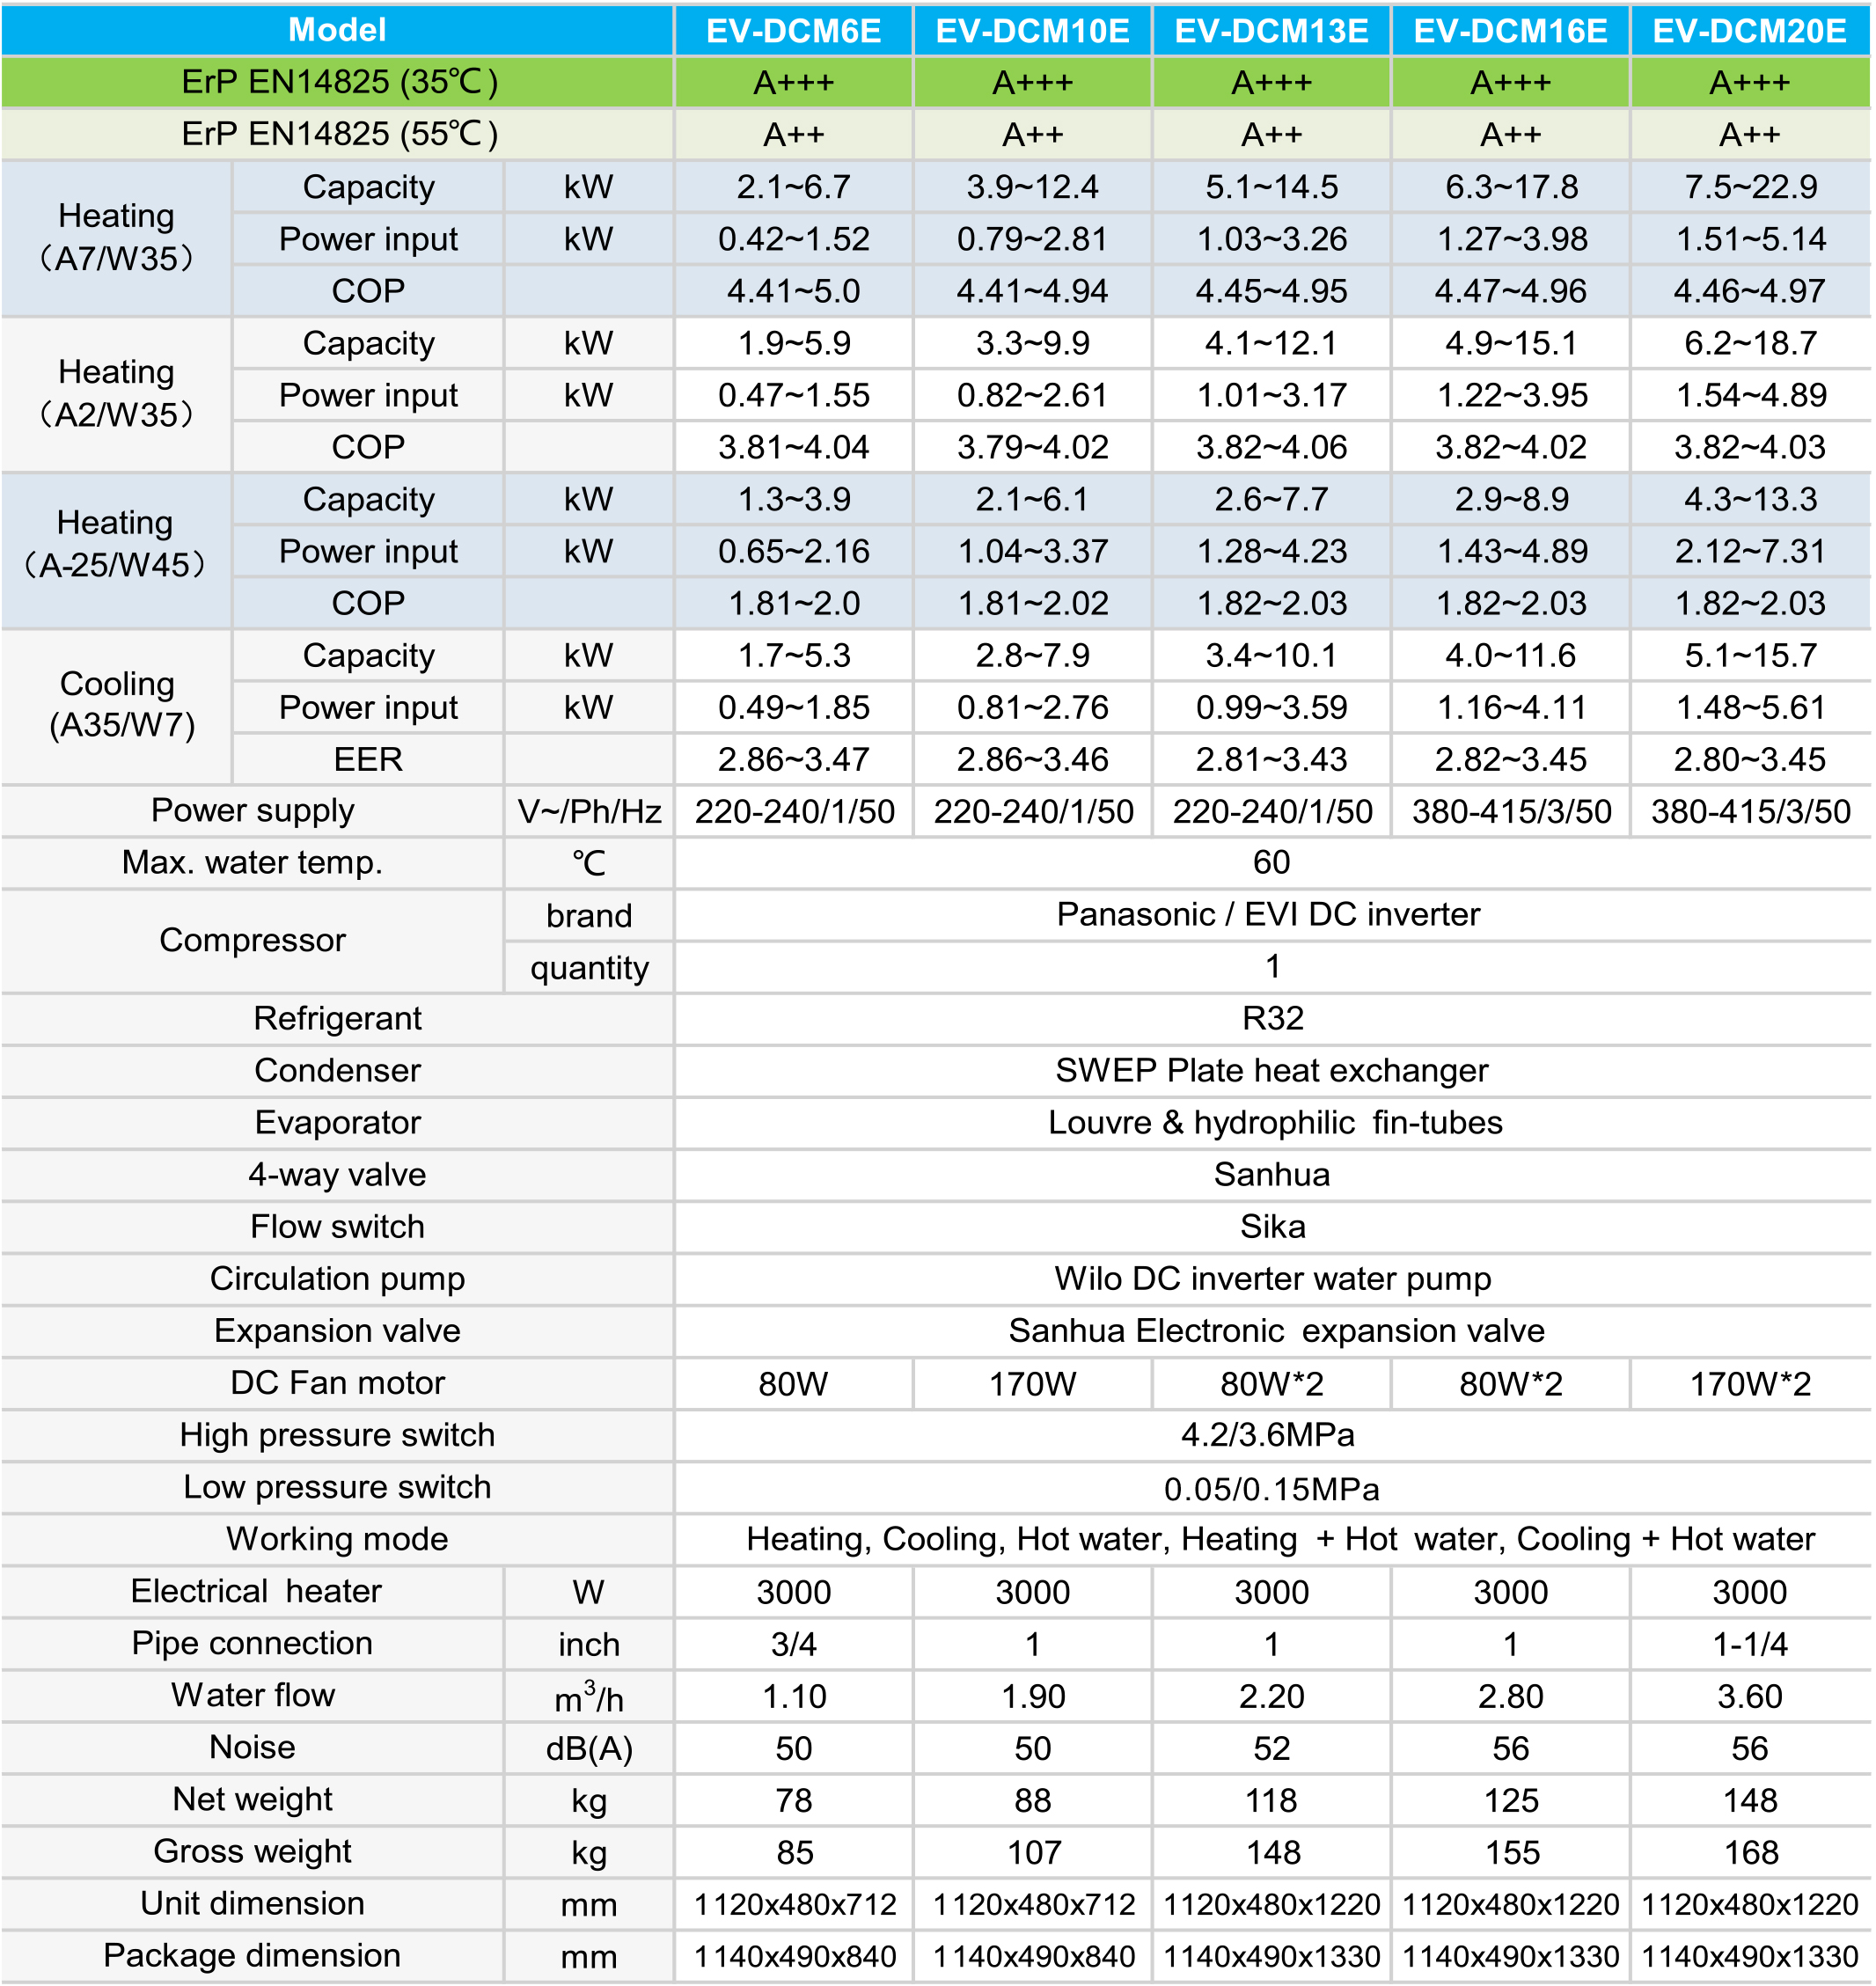 Model EV-DCM6E EV-DCM10E EV-DCM13E EV-DCM16E EV-DCM20E
ErP EN14825 (35℃) A+++ A+++ A+++ A+++ A+++
ErP EN14825 (55℃) A++ A++ A++ A++ A++
Heating
（A7/W35）
Capacity kW 2.1~6.7 3.9~12.4 5.1~14.5 6.3~17.8 7.5~22.9
Power input kW 0.42~1.52 0.79~2.81 1.03~3.26 1.27~3.98 1.51~5.14
COP 4.41~5.0 4.41~4.94 4.45~4.95 4.47~4.96 4.46~4.97
Heating
（A2/W35）
Capacity kW 1.9~5.9 3.3~9.9 4.1~12.1 4.9~15.1 6.2~18.7
Power input kW 0.47~1.55 0.82~2.61 1.01~3.17 1.22~3.95 1.54~4.89
COP 3.81~4.04 3.79~4.02 3.82~4.06 3.82~4.02 3.82~4.03
Heating
（A-25/W45）
Capacity kW 1.3~3.9 2.1~6.1 2.6~7.7 2.9~8.9 4.3~13.3
Power input kW 0.65~2.16 1.04~3.37 1.28~4.23 1.43~4.89 2.12~7.31
COP 1.81~2.0 1.81~2.02 1.82~2.03 1.82~2.03 1.82~2.03
Cooling
(A35/W7)
Capacity kW 1.7~5.3 2.8~7.9 3.4~10.1 4.0~11.6 5.1~15.7
Power input kW 0.49~1.85 0.81~2.76 0.99~3.59 1.16~4.11 1.48~5.61
EER 2.86~3.47 2.86~3.46 2.81~3.43 2.82~3.45 2.80~3.45
Power supply V~/Ph/Hz 220-240/1/50 220-240/1/50 220-240/1/50 380-415/3/50 380-415/3/50
Max. water temp. ℃ 60
Compressor
brand Panasonic / EVI DC inverter
quantity 1
Refrigerant R32
Condenser SWEP Plate heat exchanger
Evaporator Louvre & hydrophilic fin-tubes
4-way valve Sanhua
Flow switch Sika
Circulation pump Wilo DC inverter water pump
Expansion valve Sanhua Electronic expansion valve
DC Fan motor 80W 170W 80W*2 80W*2 170W*2
High pressure switch 4.2/3.6MPa
Low pressure switch 0.05/0.15MPa
Working mode Heating, Cooling, Hot water, Heating + Hot water, Cooling + Hot water
Electrical heater W 3000 3000 3000 3000 3000
Pipe connection inch 3/4 1 1 1 1-1/4
Water flow m³/h 1.10 1.90 2.20 2.80 3.60
Noise dB(A) 50 50 52 56 56
Net weight kg 78 88 118 125 148
Gross weight kg 85 107 148 155 168
Unit dimension mm 1120x480x712 1120x480x712 1120x480x1220 1120x480x1220 1120x480x1220
Package dimension mm 1140x490x840 1140x490x840 1140x490x1330 1140x490x1330 1140x490x1330